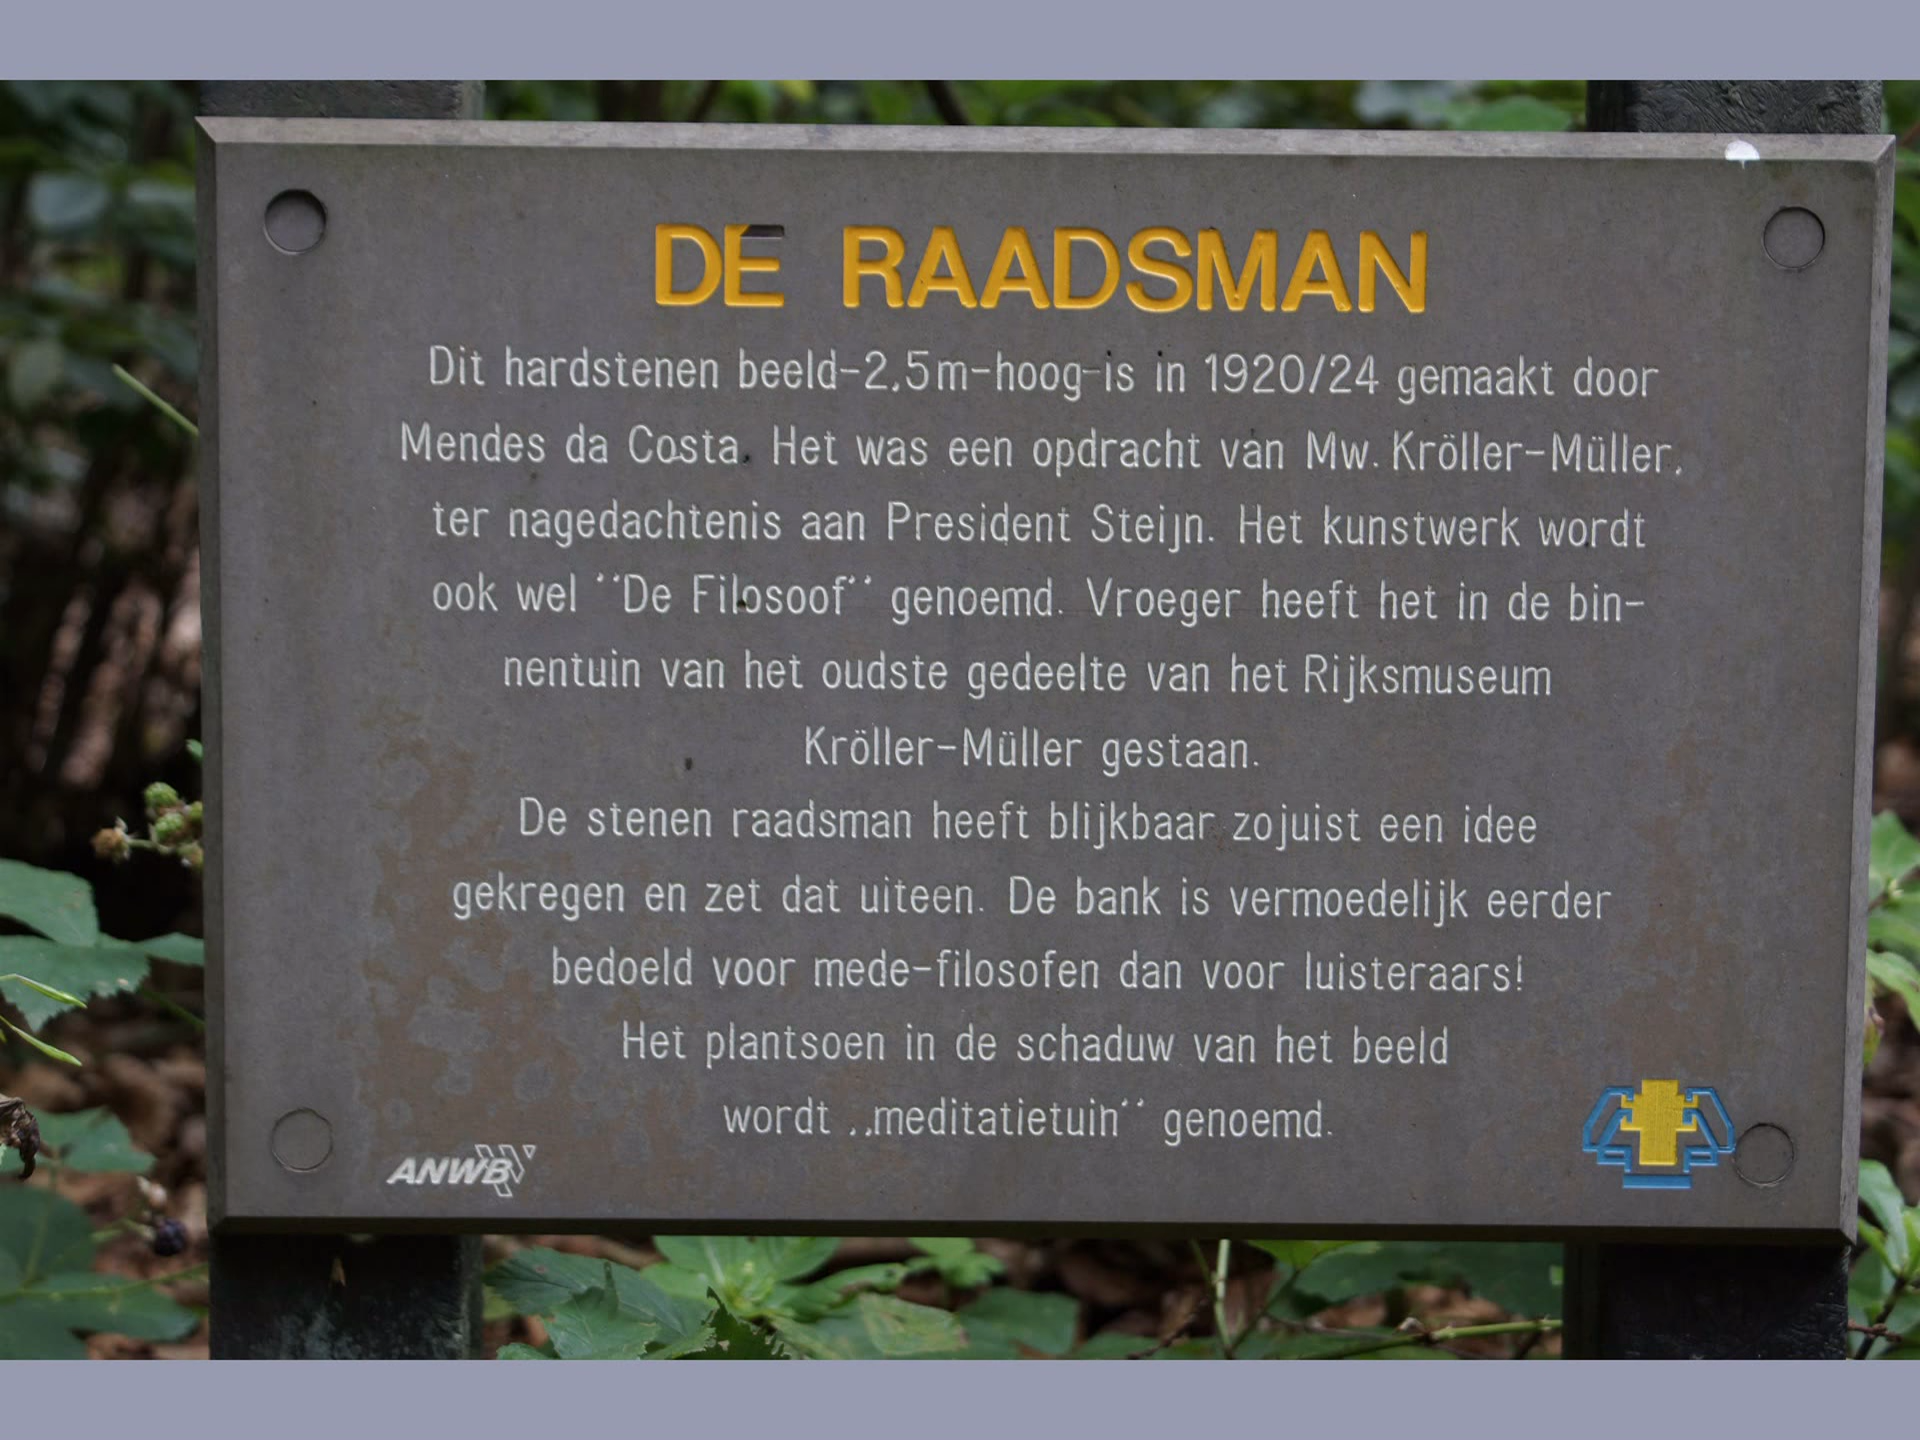 DE RAADSMAN
Dit hardstenen beeld-2,5m-hoog-is in 1920/24 gemaakt door
Mendes da Costa. Het was een opdracht van Mw. Kröller-Müller,
ter nagedachtenis aan President Steijn. Het kunstwerk wordt
ook wel ´´De Filosoof´´ genoemd. Vroeger heeft het in de bin-
nentuin van het oudste gedeelte van het Rijksmuseum
Kröller-Müller gestaan.
De stenen raadsman heeft blijkbaar zojuist een idee
gekregen en zet dat uiteen. De bank is vermoedelijk eerder
bedoeld voor mede-filosofen dan voor luisteraars!
Het plantsoen in de schaduw van het beeld
wordt ,,meditatietuin´´ genoemd.
ANWB